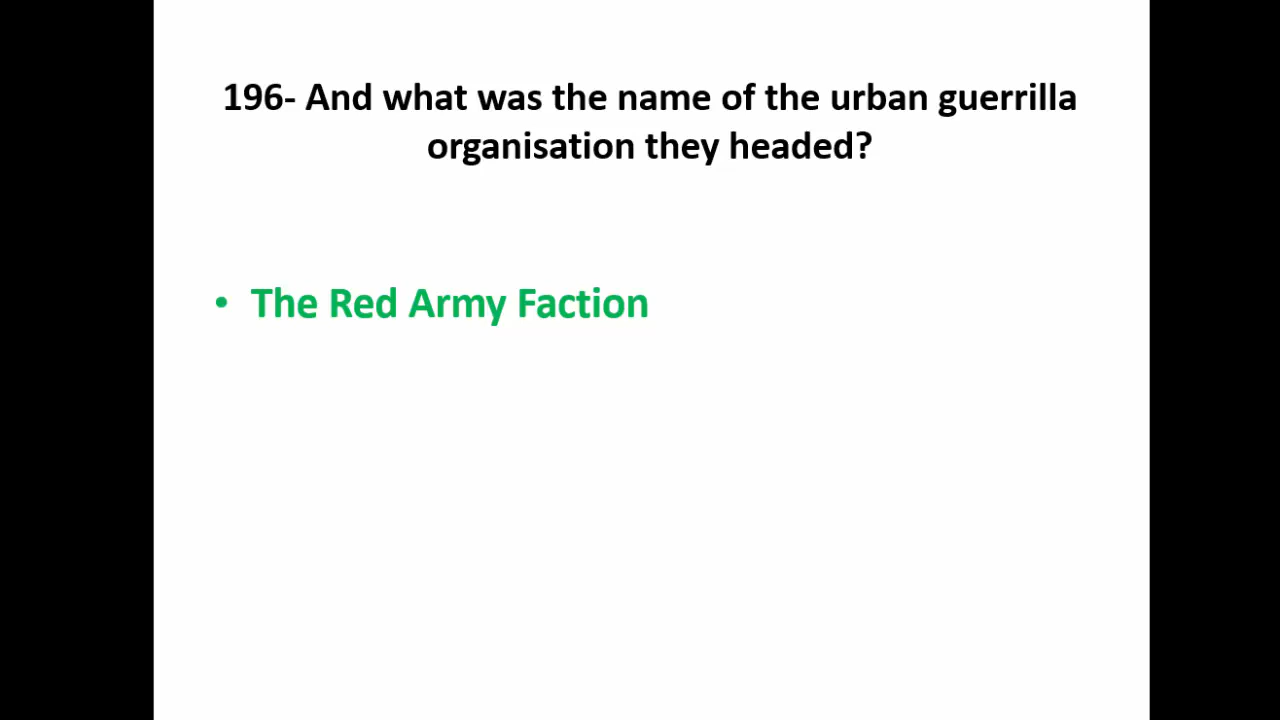 196- And what was the name of the urban guerrilla
organisation they headed?
• The Red Army Faction